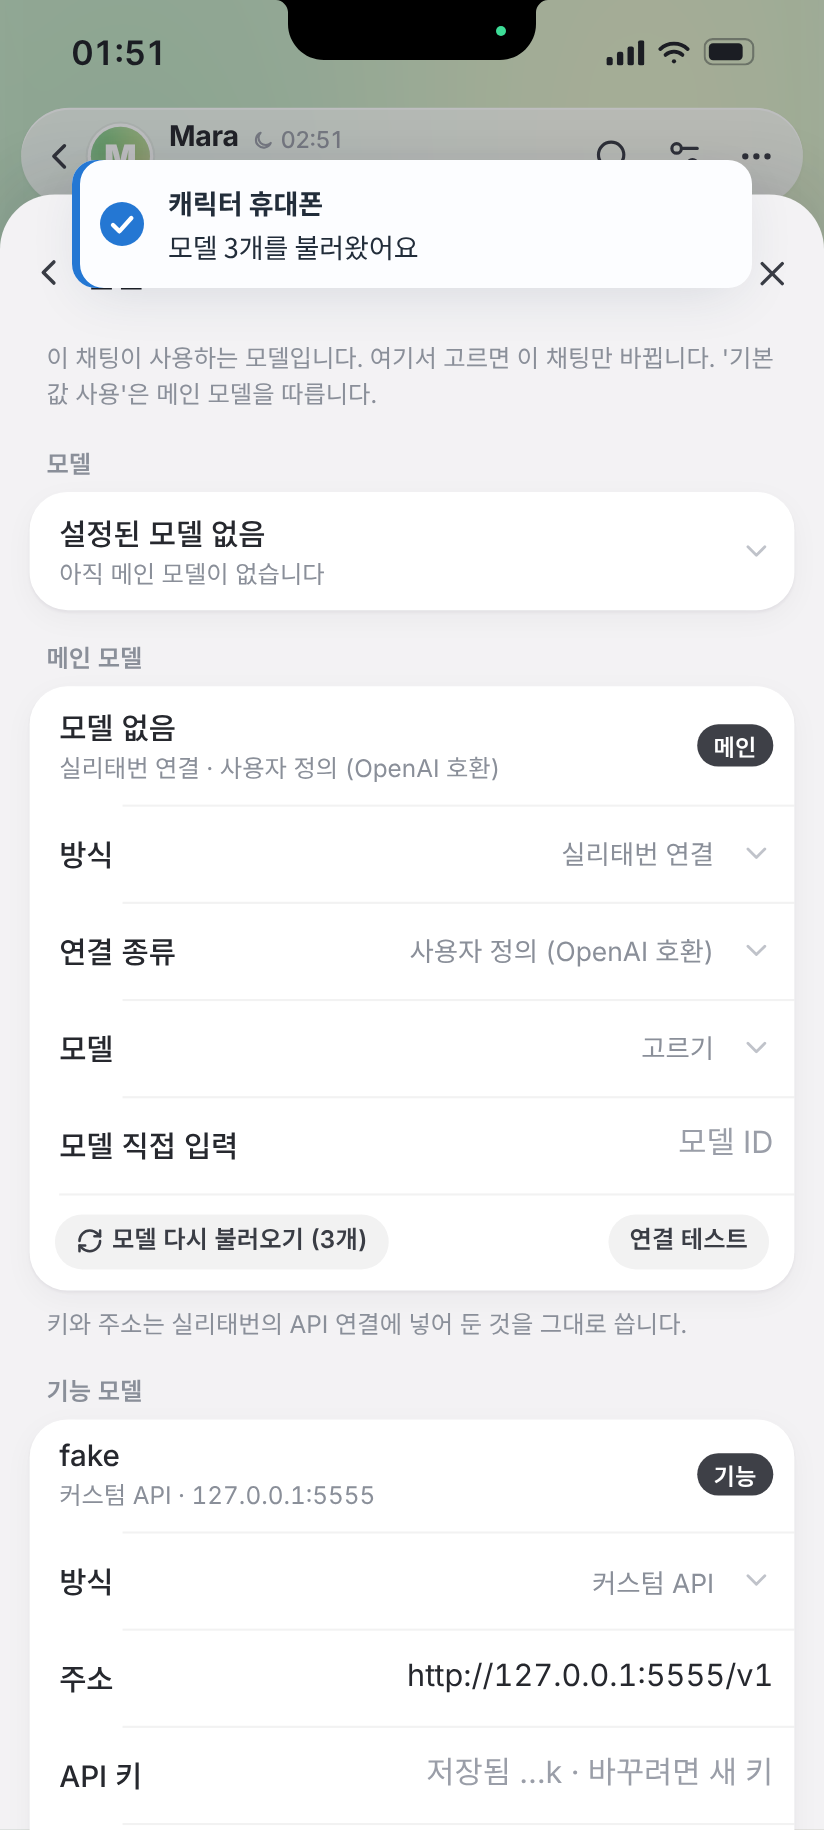 01:51
M
Mara
02:51
캐릭터 휴대폰
모델 3개를 불러왔어요
이 채팅이 사용하는 모델입니다. 여기서 고르면 이 채팅만 바뀝니다. '기본
값 사용'은 메인 모델을 따릅니다.
모델
설정된 모델 없음
아직 메인 모델이 없습니다
메인 모델
모델 없음
실리태번 연결 · 사용자 정의 (OpenAI 호환)
메인
방식
실리태번 연결
연결 종류
사용자 정의 (OpenAI 호환)
모델
고르기
모델 직접 입력
모델 ID
모델 다시 불러오기 (3개)
연결 테스트
키와 주소는 실리태번의 API 연결에 넣어 둔 것을 그대로 씁니다.
기능 모델
fake
커스텀 API · 127.0.0.1:5555
기능
방식
커스텀 API
주소
http://127.0.0.1:5555/v1
API 키
저장됨 ...k · 바꾸려면 새 키